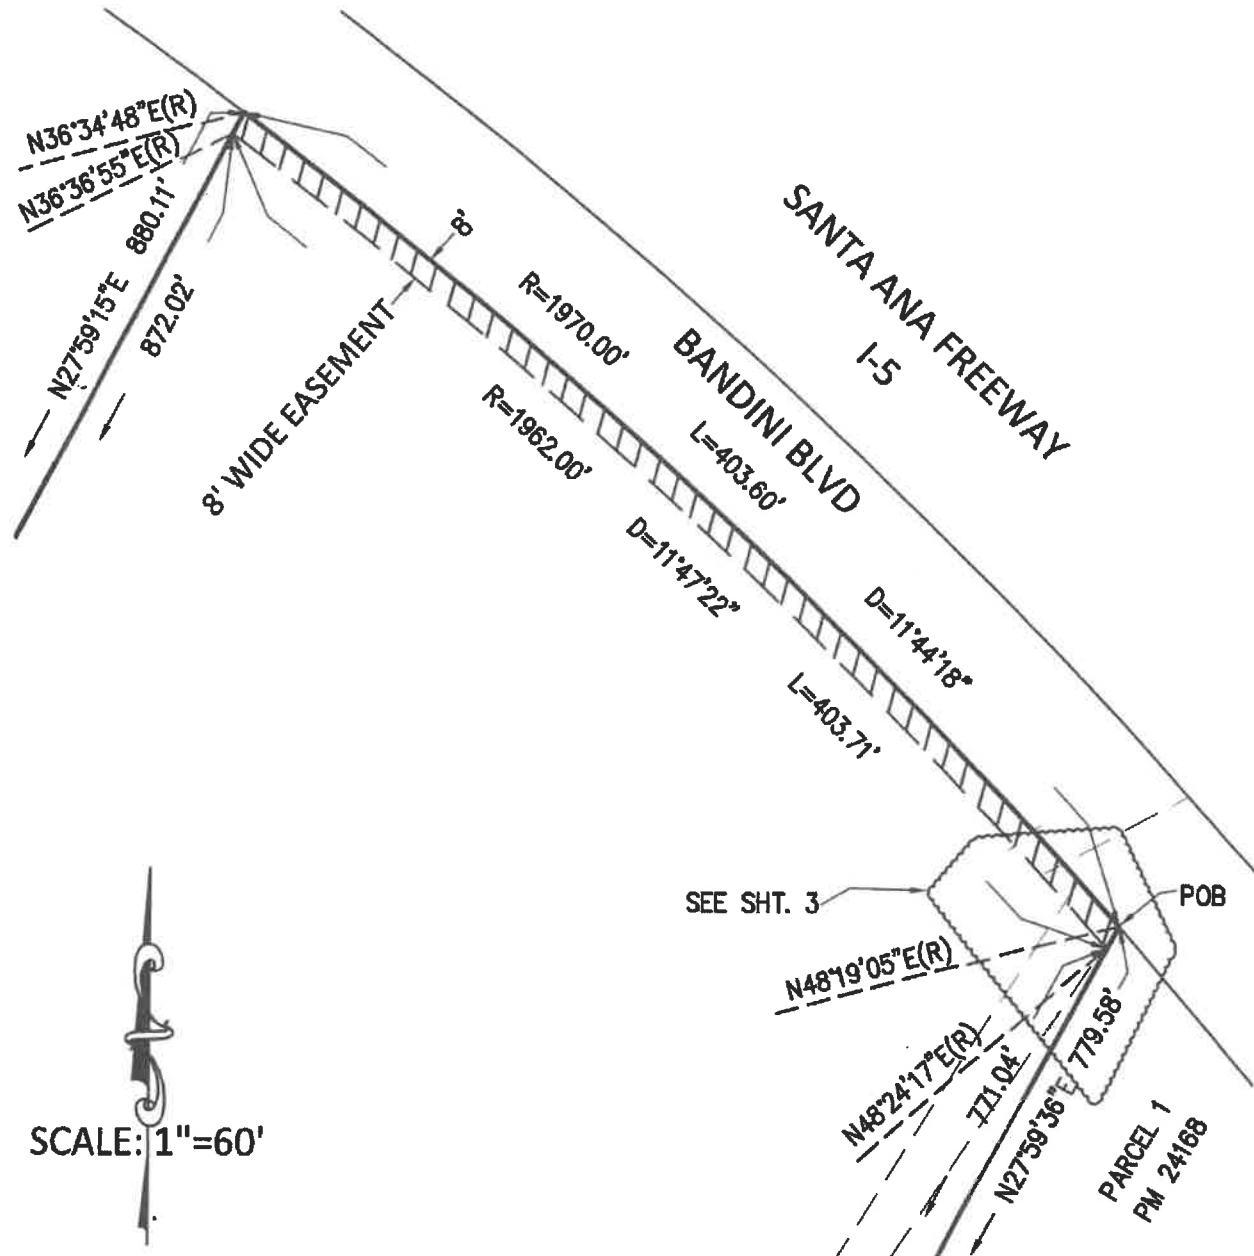 N36°34'48"E(R)
N36°36'55"E(R)
880.11'
N27°59'15"E
872.02'
8'
8' WIDE EASEMENT
R=1970.00'
R=1962.00'
SANTA ANA FREEWAY
I-5
BANDINI BLVD
L=403.60'
D=11°47'22"
D=11°44'18"
L=403.71'
SEE SHT. 3
POB
N48°19'05"E(R)
N48°24'17"E(R)
771.04'
N27°59'36"E 779.58'
PARCEL 1
PM 24168
SCALE: 1"=60'